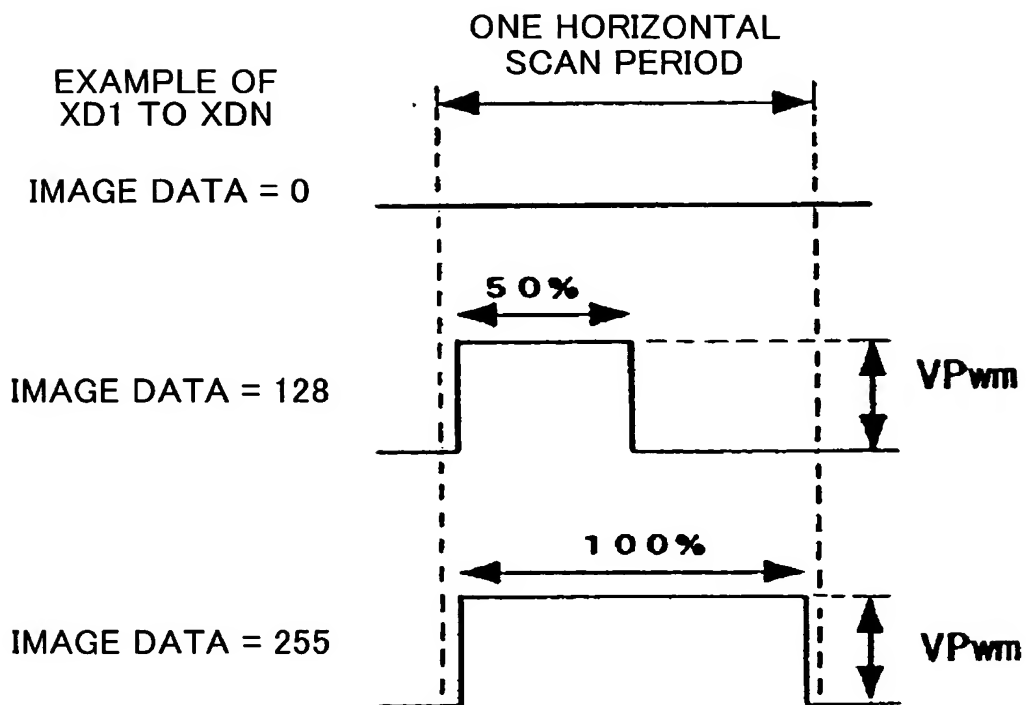 ONE HORIZONTAL
SCAN PERIOD
EXAMPLE OF
XD1 TO XDN
IMAGE DATA = 0
50%
IMAGE DATA = 128
VPwm
100%
IMAGE DATA = 255
VPwm